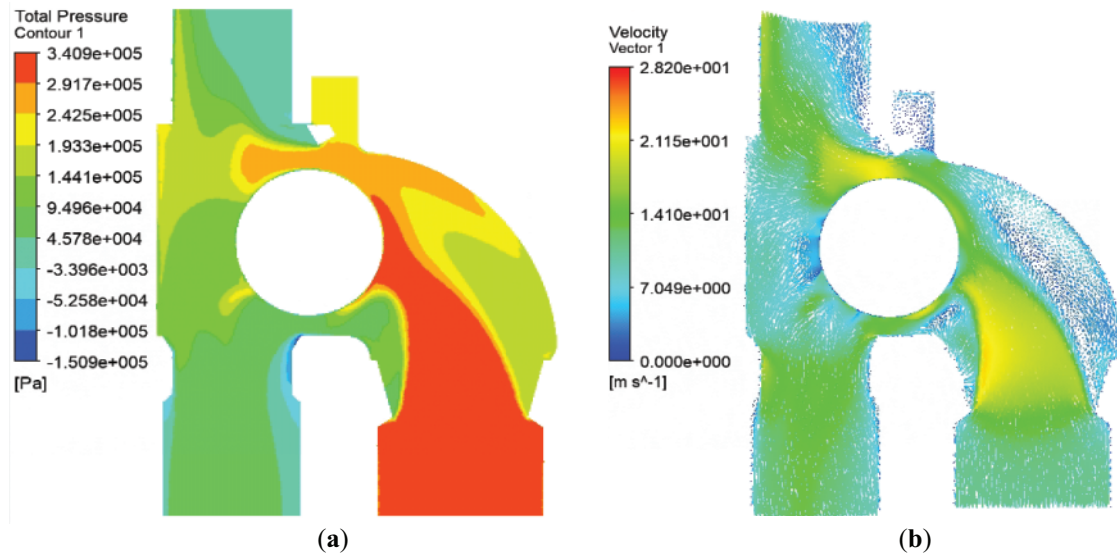 Total Pressure
Contour 1
3.409e+005
2.917e+005
2.425e+005
1.933e+005
1.441e+005
9.496e+004
4.578e+004
-3.396e+003
-5.258e+004
-1.018e+005
-1.509e+005
[Pa]
(a)
Velocity
Vector 1
2.820e+001
2.115e+001
1.410e+001
7.049e+000
0.000e+000
[m s^-1]
(b)